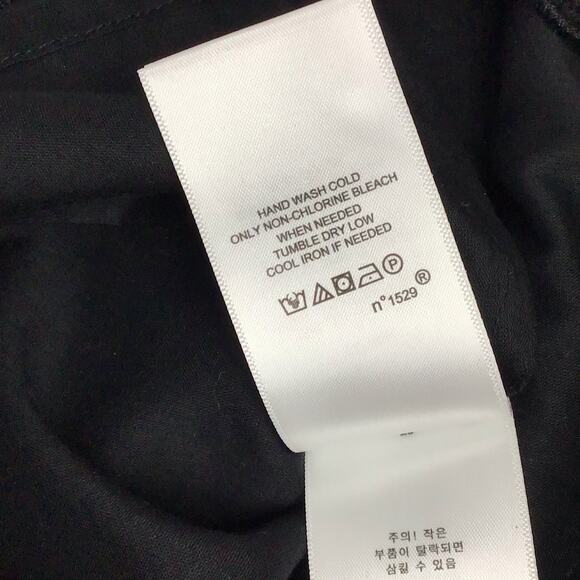 HAND WASH COLD
ONLY NON-CHLORINE BLEACH
WHEN NEEDED
TUMBLE DRY LOW
COOL IRON IF NEEDED
P
n°1529 ®
주의! 작은
부품이 탈락되면
삼킬 수 있음